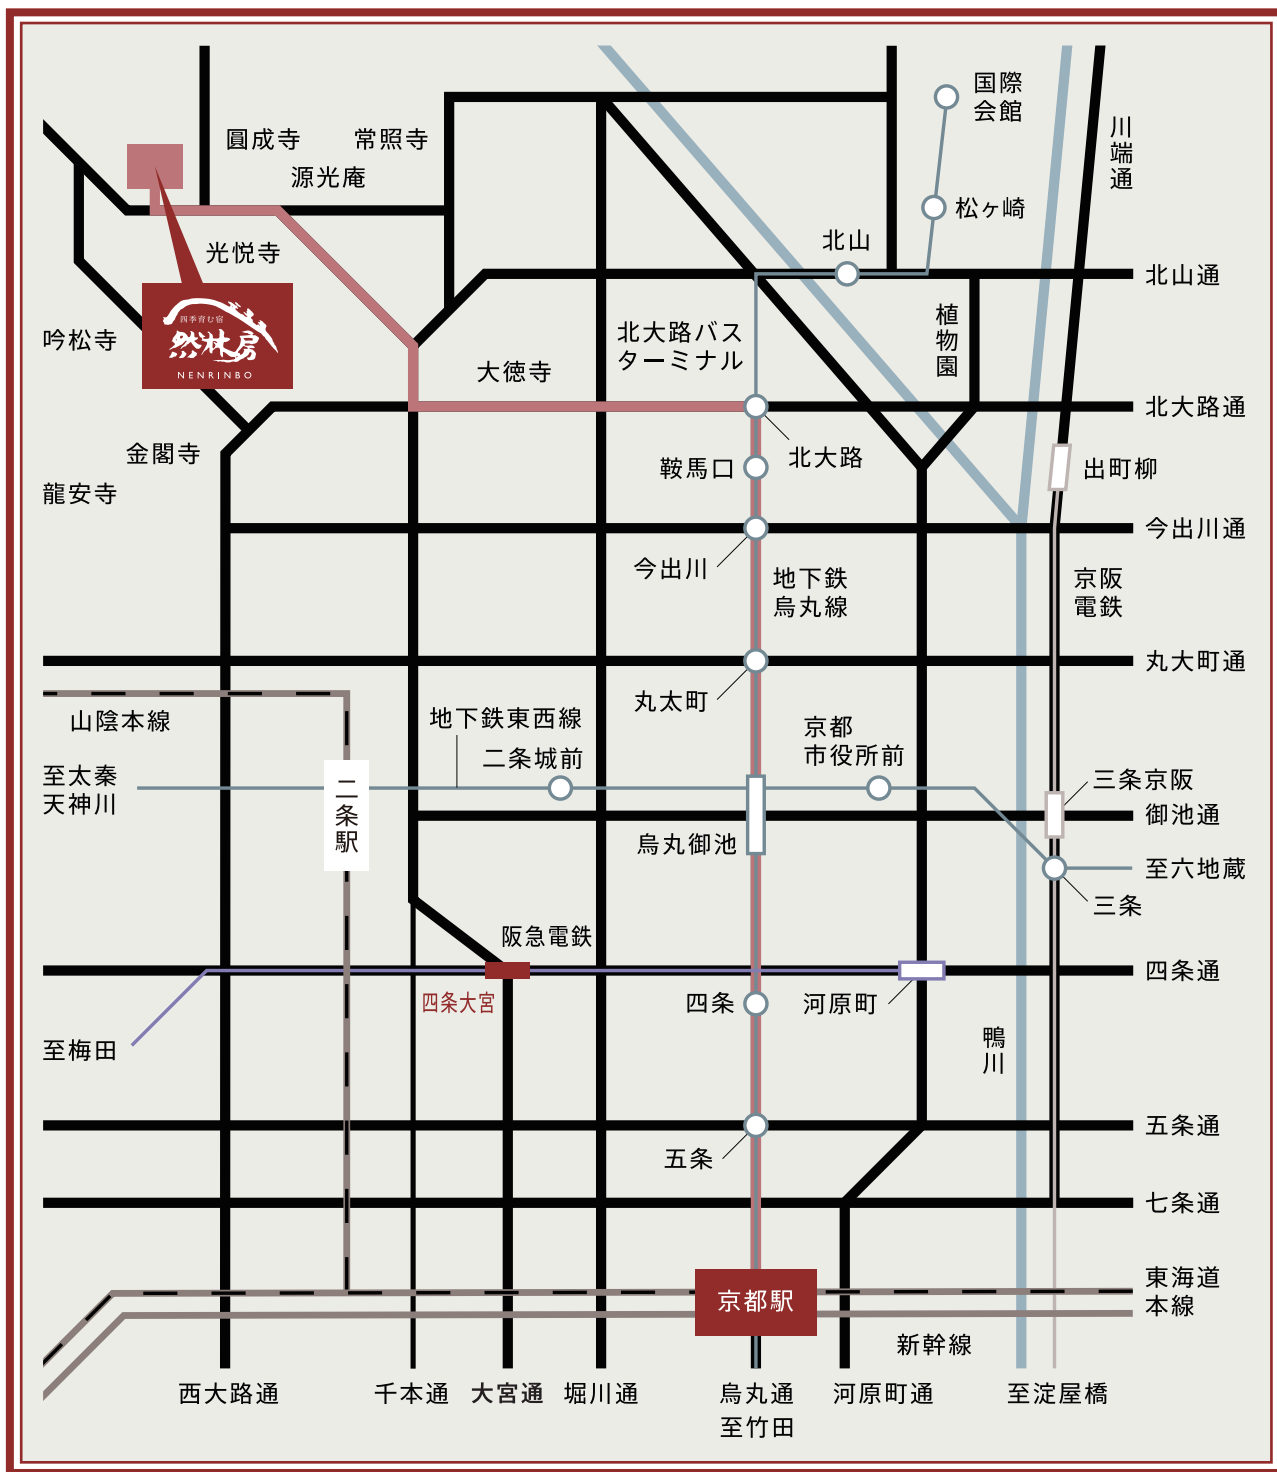 国際
会館
川端通
圓成寺
常照寺
源光庵
松ヶ崎
北山
光悦寺
北山通
四季育む宿
然林房
NENRINBO
吟松寺
北大路バス
ターミナル
植物園
大徳寺
北大路通
金閣寺
鞍馬口
北大路
出町柳
龍安寺
今出川通
今出川
地下鉄
烏丸線
京阪
電鉄
丸大町通
丸太町
山陰本線
地下鉄東西線
二条城前
京都
市役所前
至太秦
天神川
二条駅
三条京阪
御池通
烏丸御池
至六地蔵
三条
阪急電鉄
四条通
四条大宮
四条
河原町
鴨川
至梅田
五条通
五条
七条通
東海道
本線
京都駅
新幹線
西大路通
千本通
大宮通
堀川通
烏丸通
至竹田
河原町通
至淀屋橋